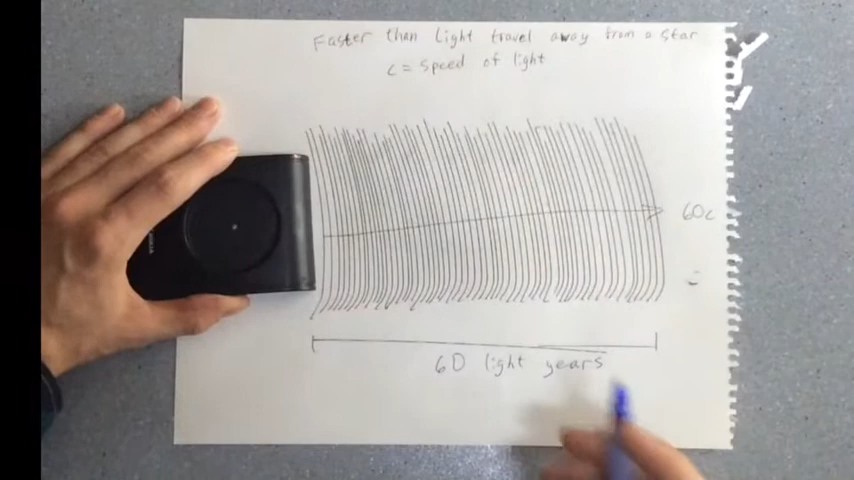 Faster than Light travel away from a star
c = speed of light
60c
60 light years